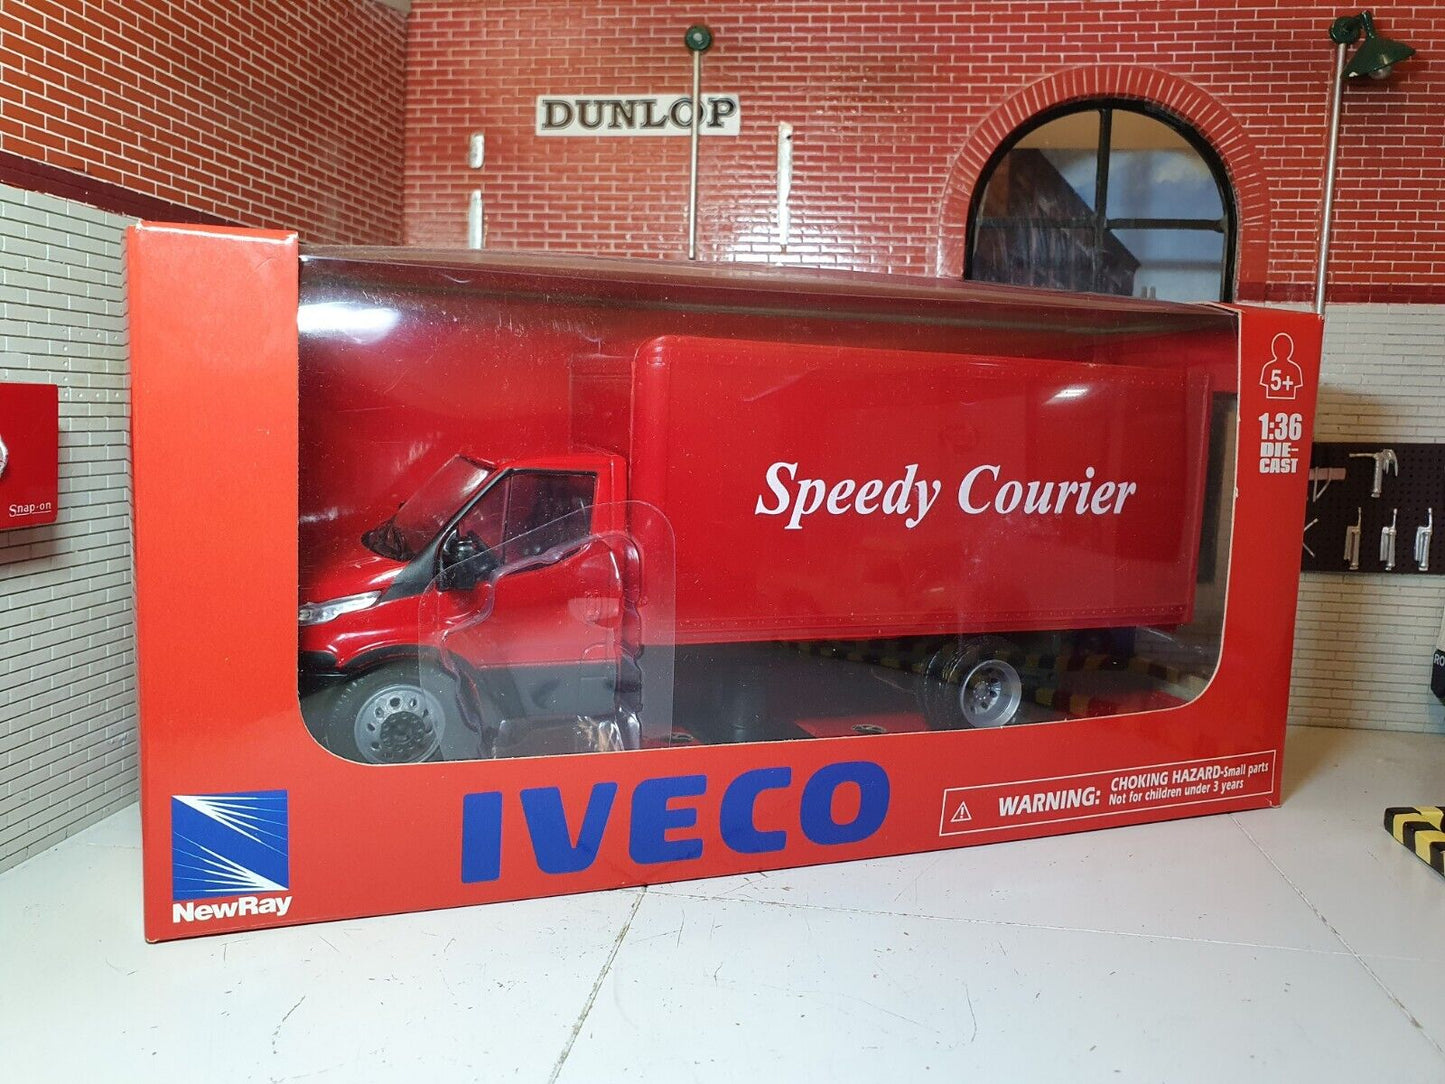 DUNLOP
5+
1:36
DIE-
CAST
Snap-on
Speedy Courier
IVECO
WARNING:
CHOKING HAZARD-Small parts
Not for children under 3 years
NewRay